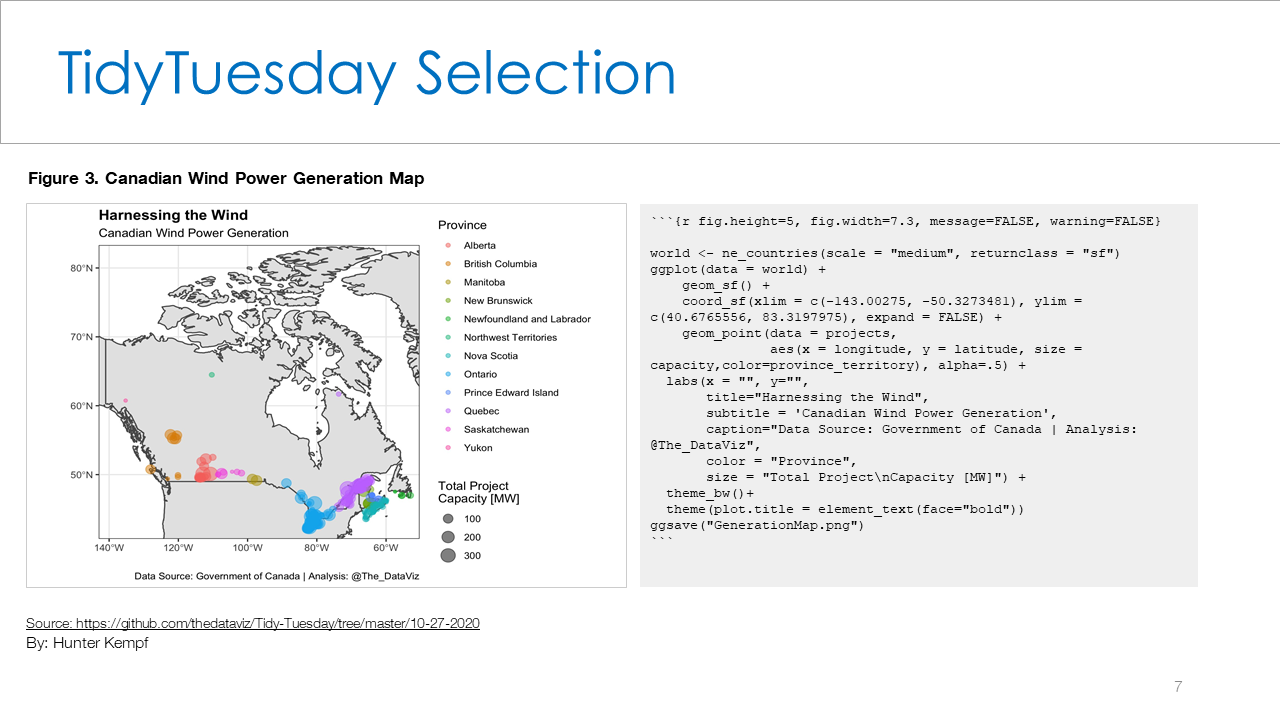 TidyTuesday Selection
Figure 3. Canadian Wind Power Generation Map
Harnessing the Wind
Canadian Wind Power Generation
80°N
70°N
60°N
50°N
140°W
120°W
100°W
80°W
60°W
Province
Alberta
British Columbia
Manitoba
New Brunswick
Newfoundland and Labrador
Northwest Territories
Nova Scotia
Ontario
Prince Edward Island
Quebec
Saskatchewan
Yukon
Total Project
Capacity [MW]
100
200
300
Data Source: Government of Canada | Analysis: @The_DataViz
```{r fig.height=5, fig.width=7.3, message=FALSE, warning=FALSE}
world <- ne_countries(scale = "medium", returnclass = "sf")
ggplot(data = world) +
    geom_sf() +
    coord_sf(xlim = c(-143.00275, -50.3273481), ylim =
c(40.6765556, 83.3197975), expand = FALSE) +
    geom_point(data = projects,
               aes(x = longitude, y = latitude, size =
capacity,color=province_territory), alpha=.5) +
  labs(x = "", y="",
       title="Harnessing the Wind",
       subtitle = 'Canadian Wind Power Generation',
       caption="Data Source: Government of Canada | Analysis:
@The_DataViz",
       color = "Province",
       size = "Total Project\nCapacity [MW]") +
  theme_bw()+
  theme(plot.title = element_text(face="bold"))
ggsave("GenerationMap.png")
```
Source: https://github.com/thedataviz/Tidy-Tuesday/tree/master/10-27-2020
By: Hunter Kempf
7